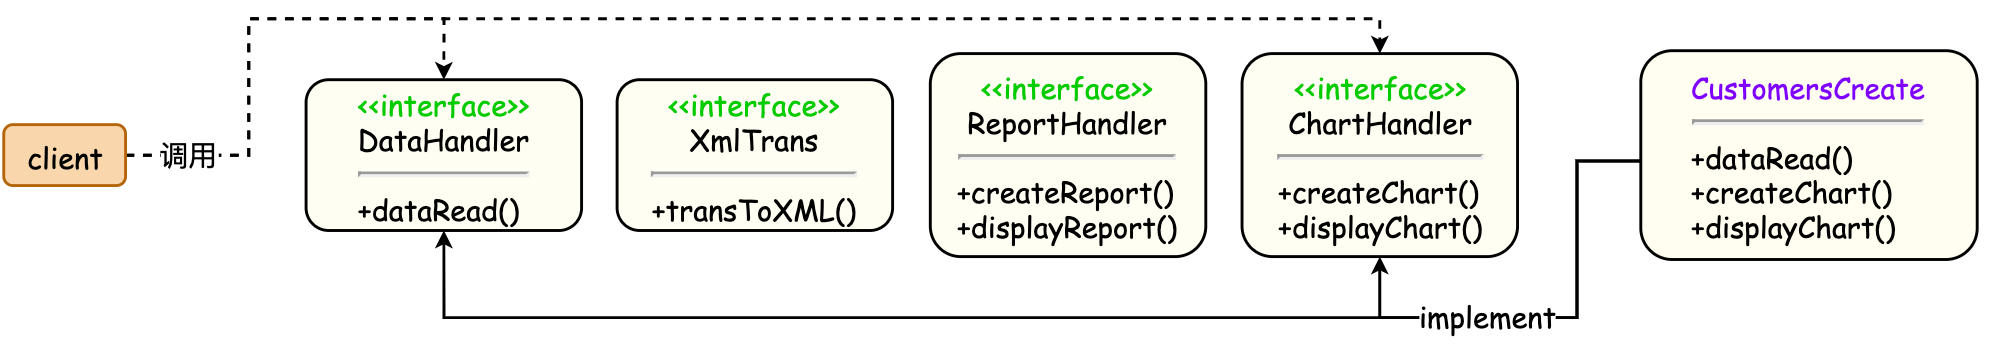 client
调用
<<interface>>
DataHandler
+dataRead()
<<interface>>
XmlTrans
+transToXML()
<<interface>>
ReportHandler
+createReport()
+displayReport()
<<interface>>
ChartHandler
+createChart()
+displayChart()
CustomersCreate
+dataRead()
+createChart()
+displayChart()
implement